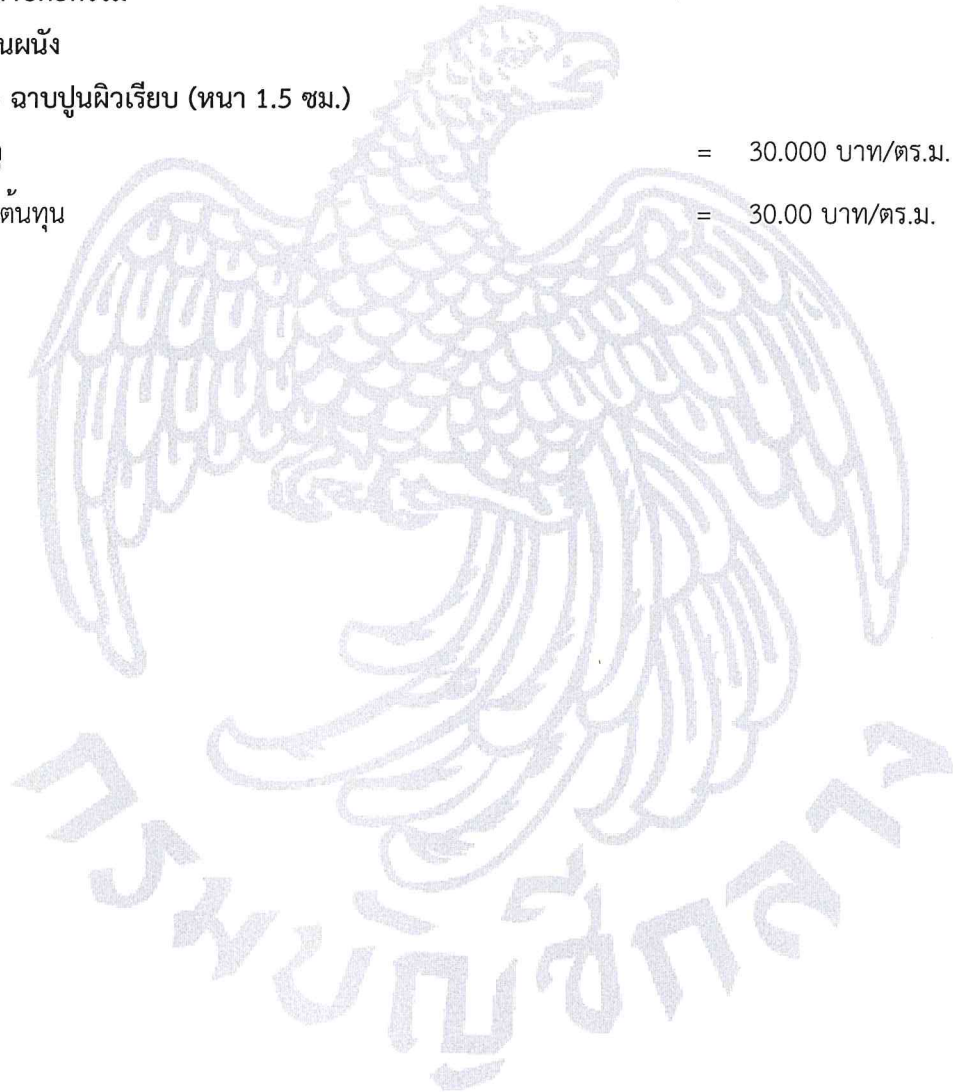 นผนัง
ฉาบปูนผิวเรียบ (หนา 1.5 ซม.)
= 30.000 บาท/ตร.ม.
ต้นทุน = 30.00 บาท/ตร.ม.
กรมบัญชีกลาง